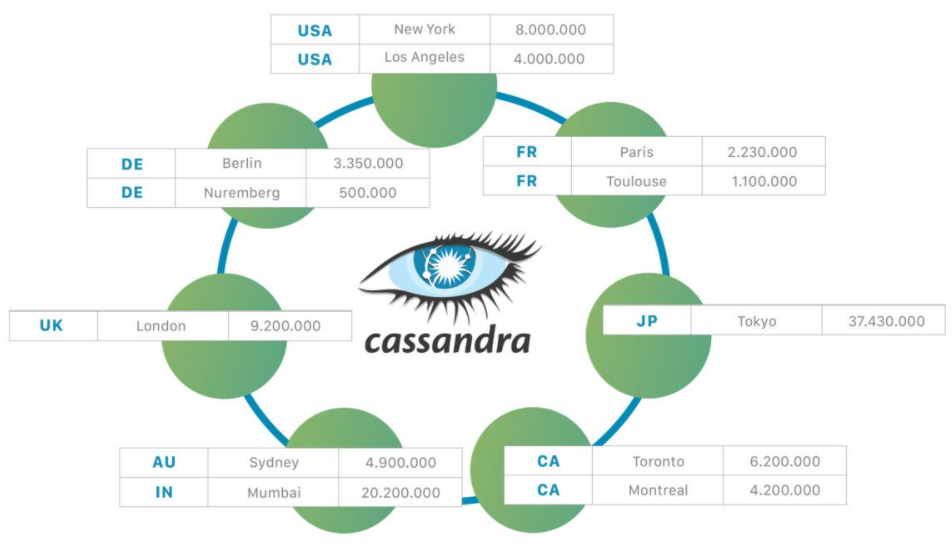 USA New York 8.000.000
USA Los Angeles 4.000.000
DE Berlin 3.350.000
DE Nuremberg 500.000
FR Paris 2.230.000
FR Toulouse 1.100.000
UK London 9.200.000
cassandra
JP Tokyo 37.430.000
AU Sydney 4.900.000
IN Mumbai 20.200.000
CA Toronto 6.200.000
CA Montreal 4.200.000